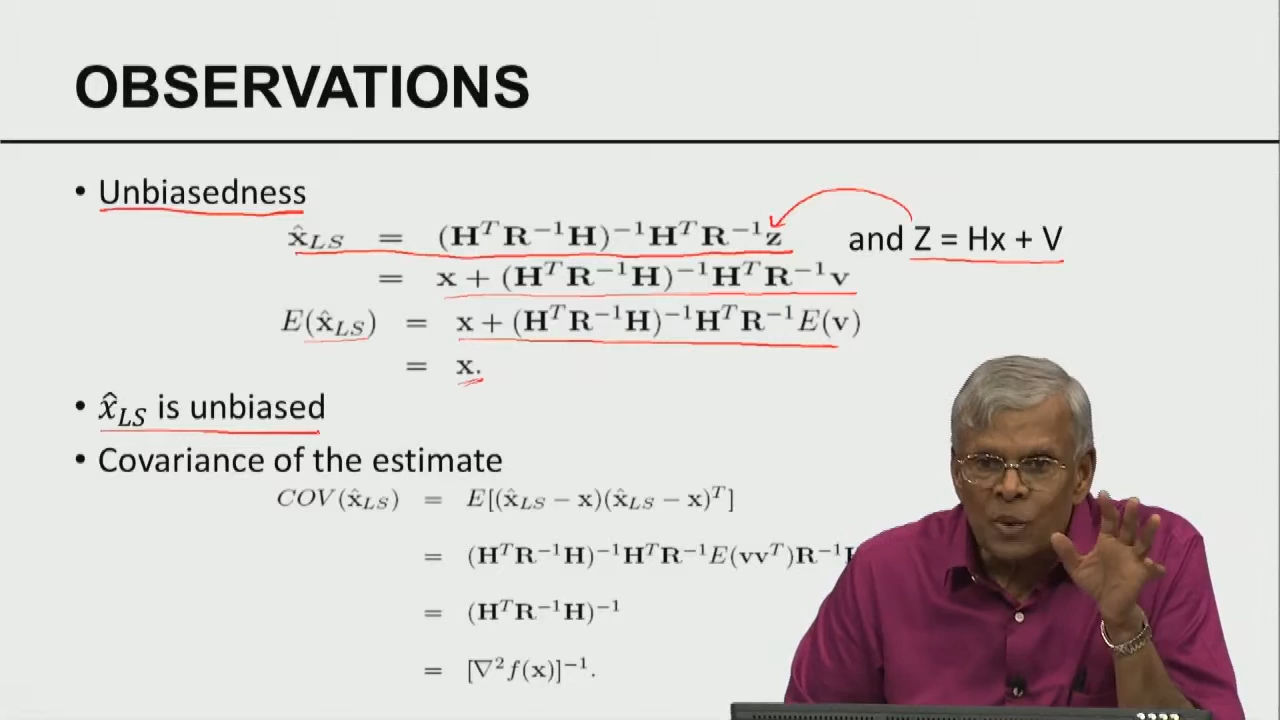 OBSERVATIONS
• Unbiasedness
x̂_LS = (H^T R^−1 H)^−1 H^T R^−1 z and Z = Hx + V
= x + (H^T R^−1 H)^−1 H^T R^−1 v
E(x̂_LS) = x + (H^T R^−1 H)^−1 H^T R^−1 E(v)
= x.
• x̂_LS is unbiased
• Covariance of the estimate
COV(x̂_LS) = E[(x̂_LS − x)(x̂_LS − x)^T]
= (H^T R^−1 H)^−1 H^T R^−1 E(vv^T)R^−1
= (H^T R^−1 H)^−1
= [∇^2 f(x)]^−1.